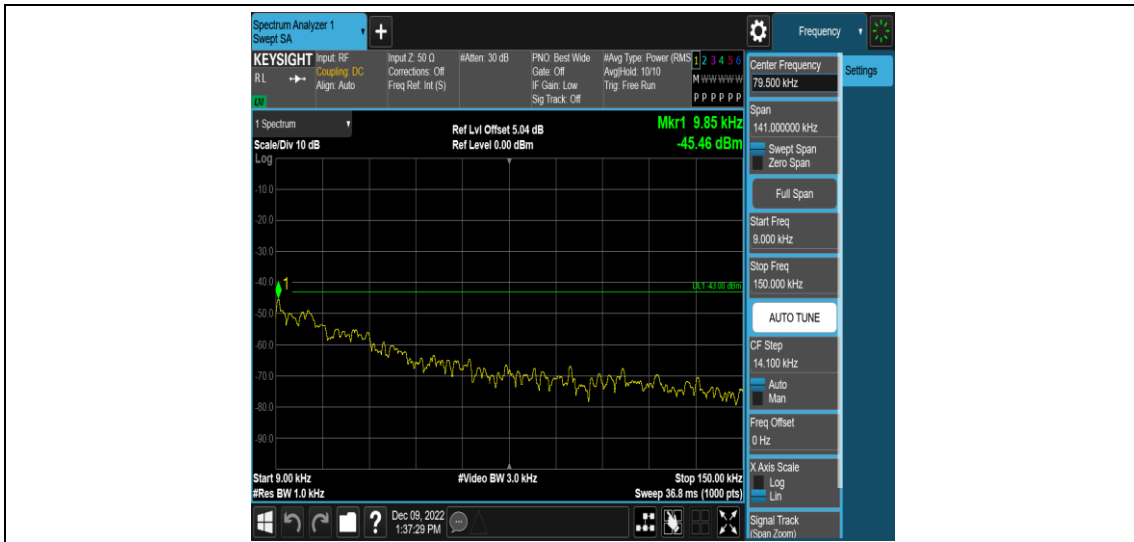 Spectrum Analyzer 1
Swept SA
+
Frequency
KEYSIGHT
RL
LM
Input: RF
Coupling: DC
Align: Auto
Input Z: 50 Ω
Corrections: Off
Freq Ref: Int (S)
#Atten: 30 dB
PNO: Best Wide
Gate: Off
IF Gain: Low
Sig Track: Off
#Avg Type: Power (RMS
Avg|Hold: 10/10
Trig: Free Run
1 2 3 4 5 6
M W W W W W
P P P P P P
1 Spectrum
Scale/Div 10 dB
Ref Lvl Offset 5.04 dB
Ref Level 0.00 dBm
Mkr1 9.85 kHz
-45.46 dBm
Log
-10.0
-20.0
-30.0
-40.0
-50.0
-60.0
-70.0
-80.0
-90.0
1
DL1 -43.00 dBm
Start 9.00 kHz
#Res BW 1.0 kHz
#Video BW 3.0 kHz
Stop 150.00 kHz
Sweep 36.8 ms (1000 pts)
Center Frequency
79.500 kHz
Span
141.000000 kHz
Swept Span
Zero Span
Full Span
Start Freq
9.000 kHz
Stop Freq
150.000 kHz
AUTO TUNE
CF Step
14.100 kHz
Auto
Man
Freq Offset
0 Hz
X Axis Scale
Log
Lin
Signal Track
(Span Zoom)
Settings
?
Dec 09, 2022
1:37:29 PM